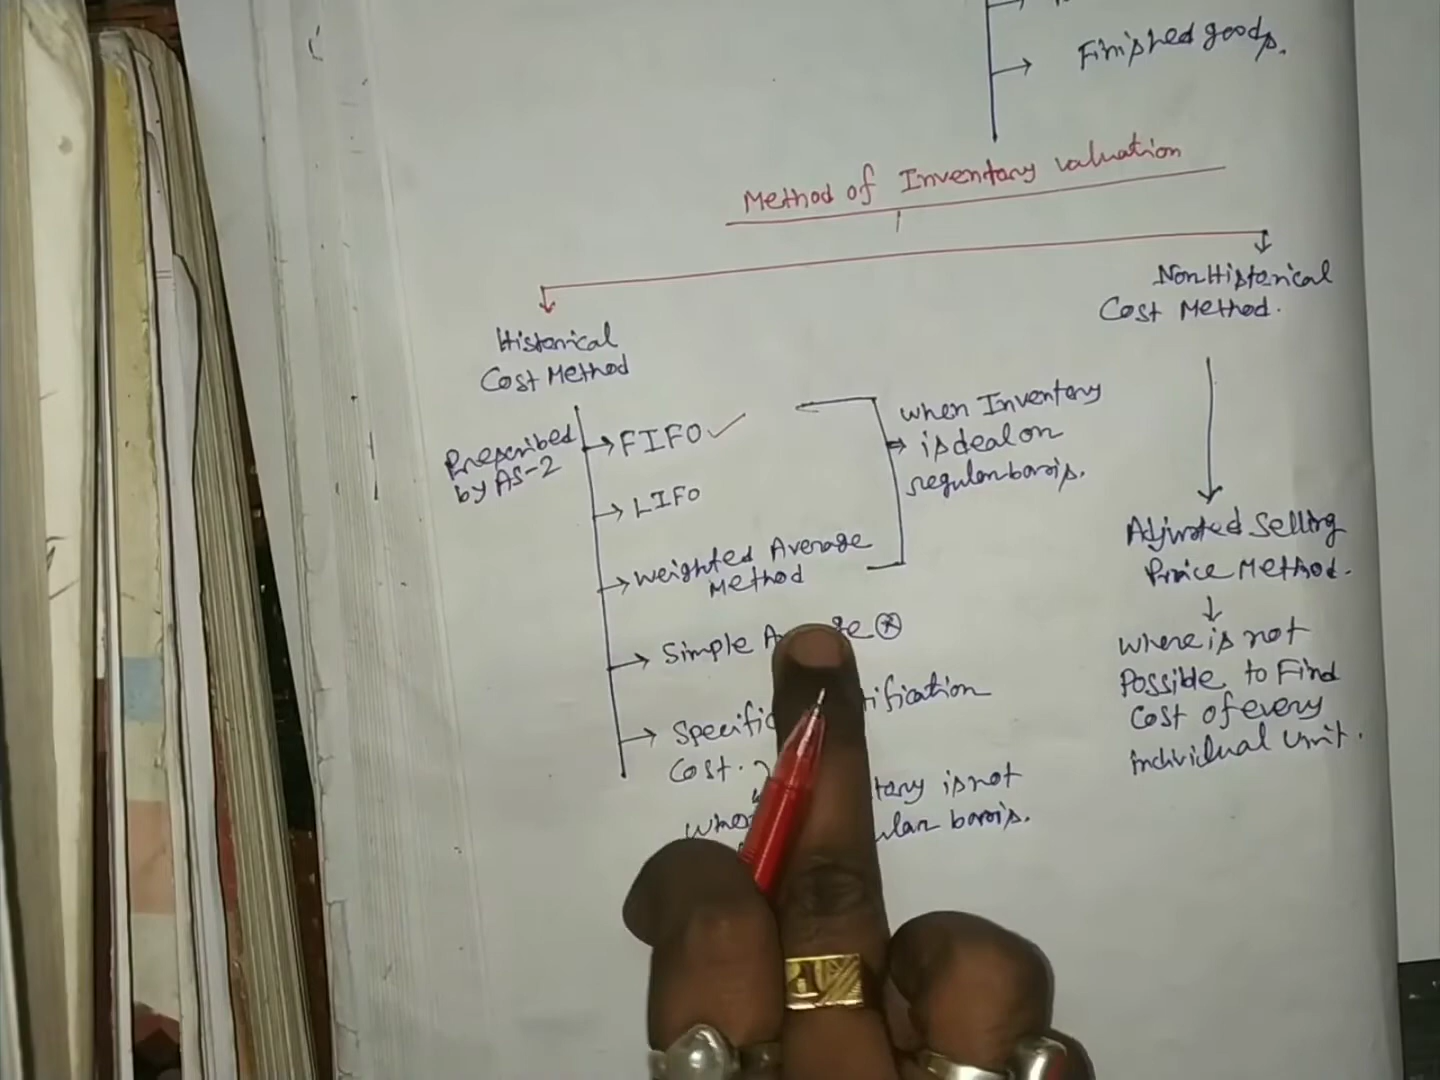 Finished goods.
Method of Inventory valuation
Historical
Cost Method
Non Historical
Cost Method.
Prescribed
by AS-2
FIFO ✓
LIFO
Weighted Average
Method
Simple
Specific
Cost.
is not
basis.
when Inventory
is deal on
regular basis.
Adjusted Selling
Price Method.
Where is not
Possible to Find
Cost of every
individual unit.